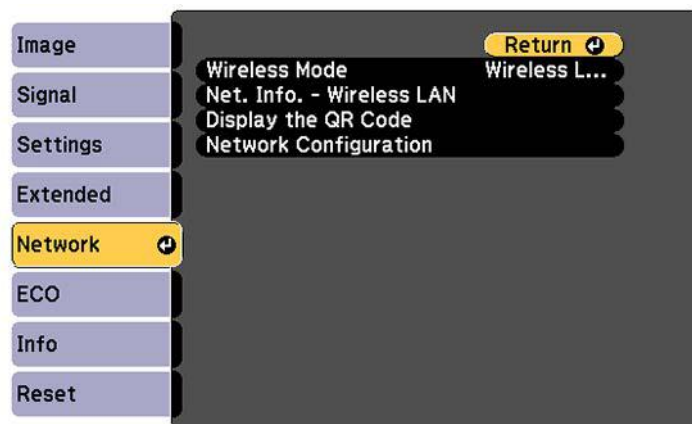 Image
Signal
Settings
Extended
Network
ECO
Info
Reset
Return
Wireless Mode Wireless L...
Net. Info. - Wireless LAN
Display the QR Code
Network Configuration